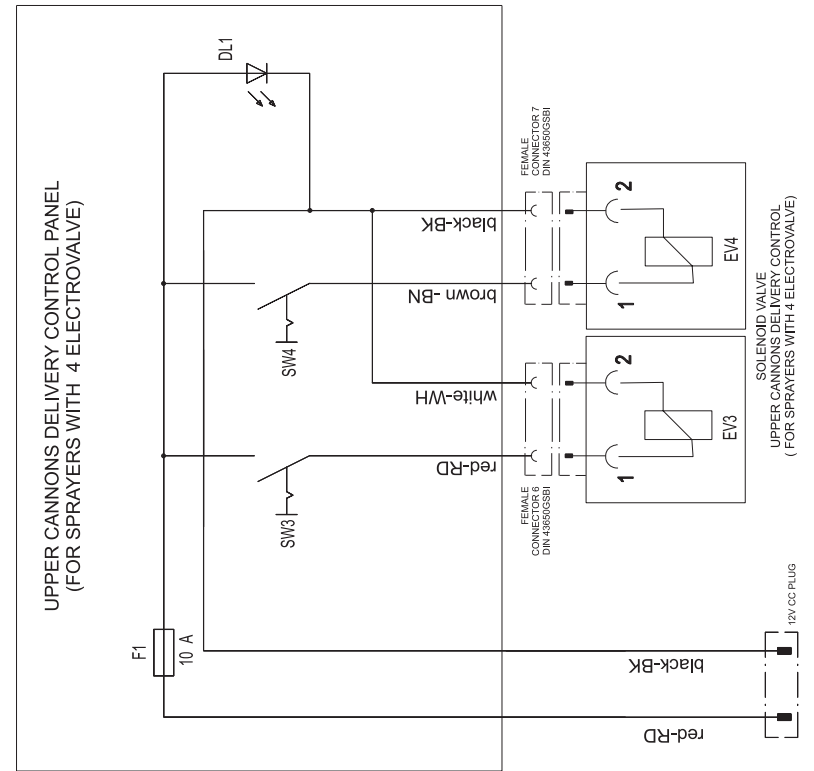 UPPER CANNONS DELIVERY CONTROL PANEL
(FOR SPRAYERS WITH 4 ELECTROVALVE)
DL1
SW4
SW3
F1
10 A
black-BK
brown -BN
white-WH
red-RD
black-BK
red-RD
FEMALE
CONNECTOR 7
DIN 43650GSBI
FEMALE
CONNECTOR 6
DIN 43650GSBI
2
1
EV4
2
1
EV3
SOLENOID VALVE
UPPER CANNONS DELIVERY CONTROL
( FOR SPRAYERS WITH 4 ELECTROVALVE)
12V CC PLUG